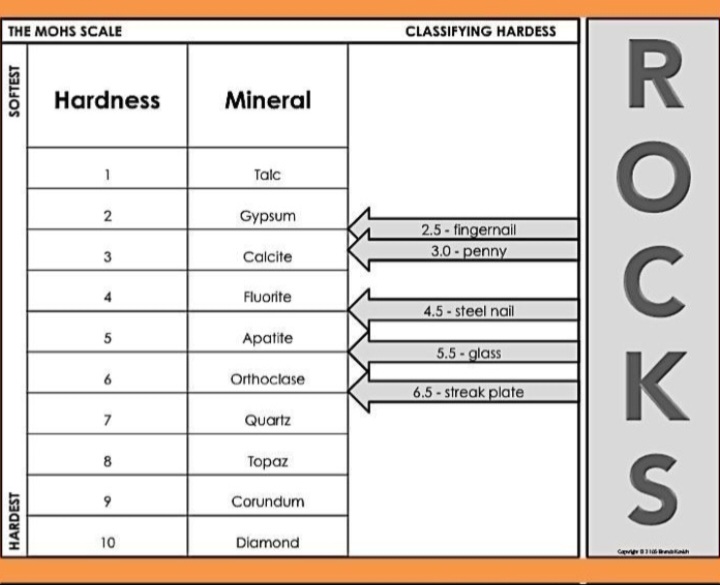 THE MOHS SCALE CLASSIFYING HARDESS
SOFTEST
Hardness Mineral
1 Talc
2 Gypsum
2.5 - fingernail
3.0 - penny
3 Calcite
4 Fluorite
4.5 - steel nail
5 Apatite
5.5 - glass
6 Orthoclase
6.5 - streak plate
7 Quartz
8 Topaz
9 Corundum
10 Diamond
HARDEST
ROCKS
Copyright ©